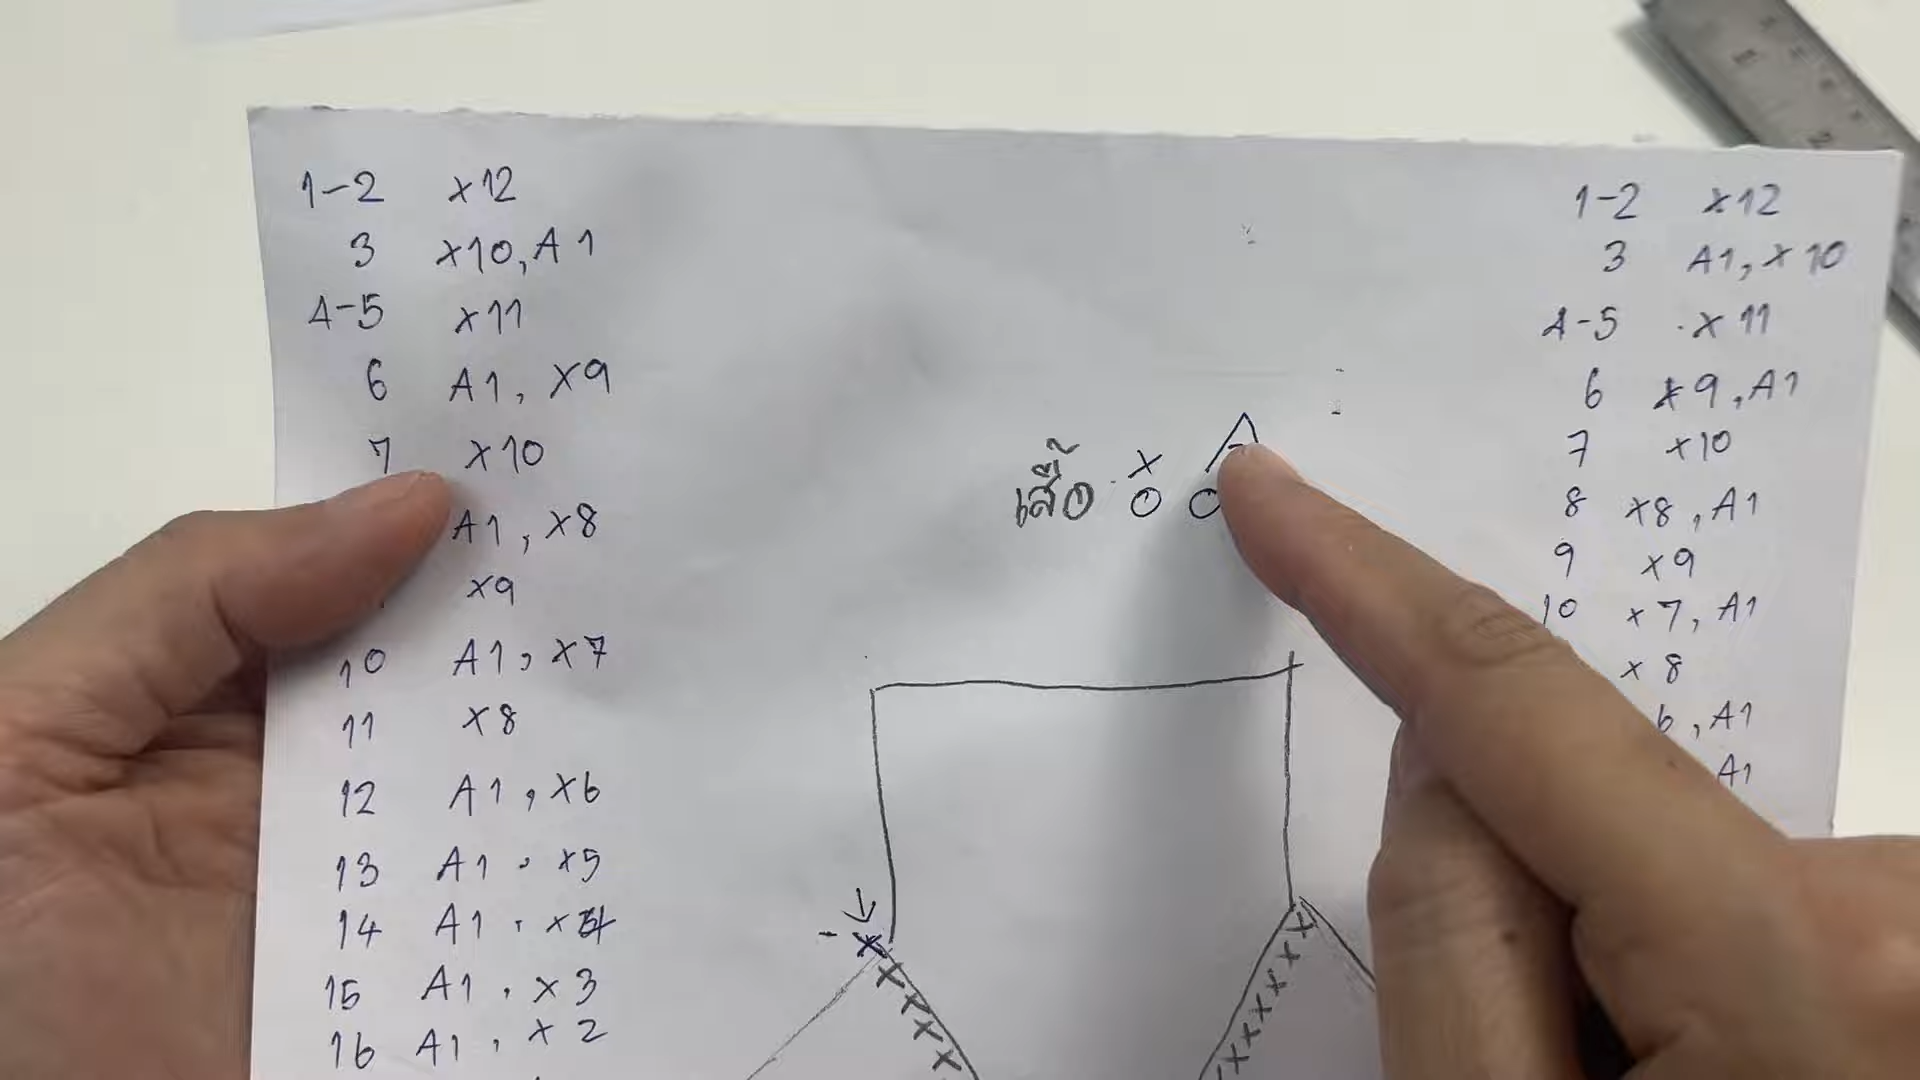 1-2 x12
3 x10, A1
4-5 x11
6 A1, x9
7 x10
A1, x8
x9
10 A1, x7
11 x8
12 A1, x6
13 A1, x5
14 A1, x4
15 A1, x3
16 A1, x2
เสื้อ x A
1-2 x12
3 A1, x10
4-5 x11
6 x9, A1
7 x10
8 x8, A1
9 x9
10 x7, A1
x8
6, A1
A1